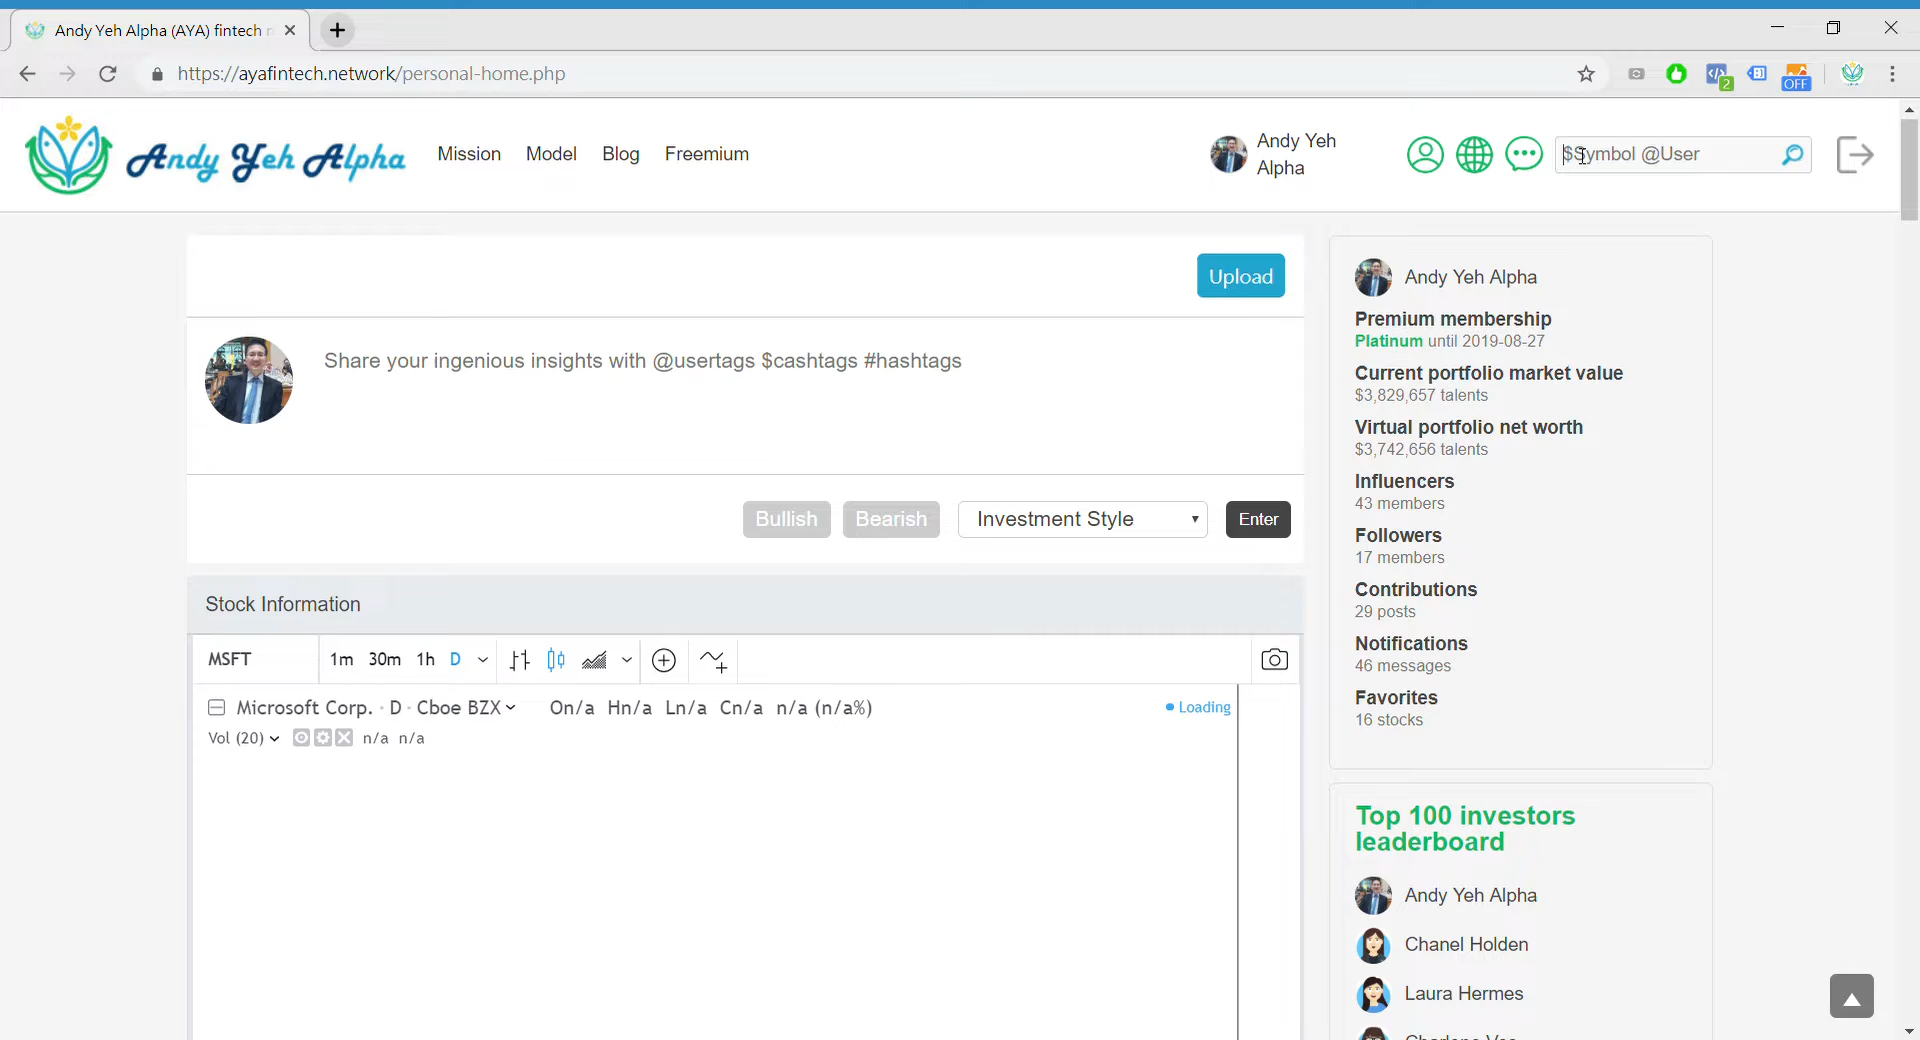 Andy Yeh Alpha (AYA) fintech n
https://ayafintech.network/personal-home.php
2
OFF
Andy Yeh Alpha
Mission
Model
Blog
Freemium
Andy Yeh
Alpha
$Symbol @User
Upload
Share your ingenious insights with @usertags $cashtags #hashtags
Bullish
Bearish
Investment Style
Enter
Stock Information
MSFT
1m
30m
1h
D
Microsoft Corp. · D · Cboe BZX
On/a Hn/a Ln/a Cn/a n/a (n/a%)
Loading
Vol (20)
n/a n/a
Andy Yeh Alpha
Premium membership
Platinum until 2019-08-27
Current portfolio market value
$3,829,657 talents
Virtual portfolio net worth
$3,742,656 talents
Influencers
43 members
Followers
17 members
Contributions
29 posts
Notifications
46 messages
Favorites
16 stocks
Top 100 investors
leaderboard
Andy Yeh Alpha
Chanel Holden
Laura Hermes